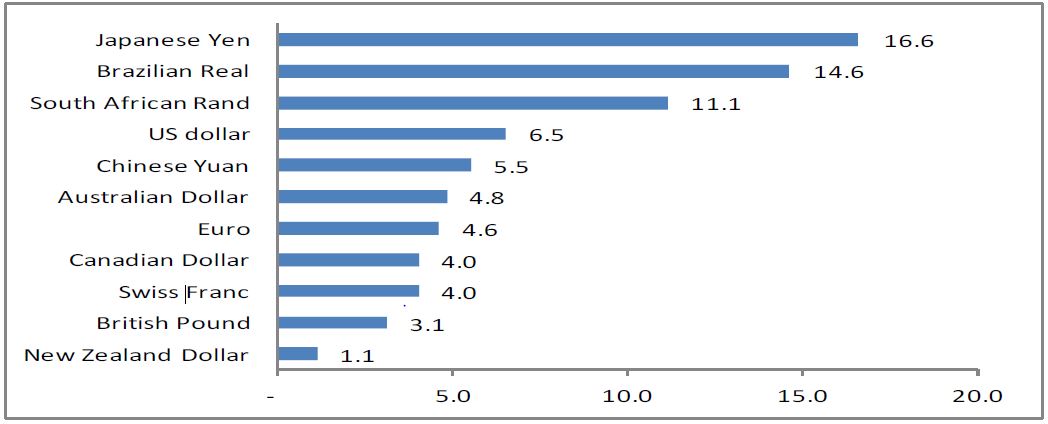 Japanese Yen 16.6
Brazilian Real 14.6
South African Rand 11.1
US dollar 6.5
Chinese Yuan 5.5
Australian Dollar 4.8
Euro 4.6
Canadian Dollar 4.0
Swiss Franc 4.0
British Pound 3.1
New Zealand Dollar 1.1
- 5.0 10.0 15.0 20.0